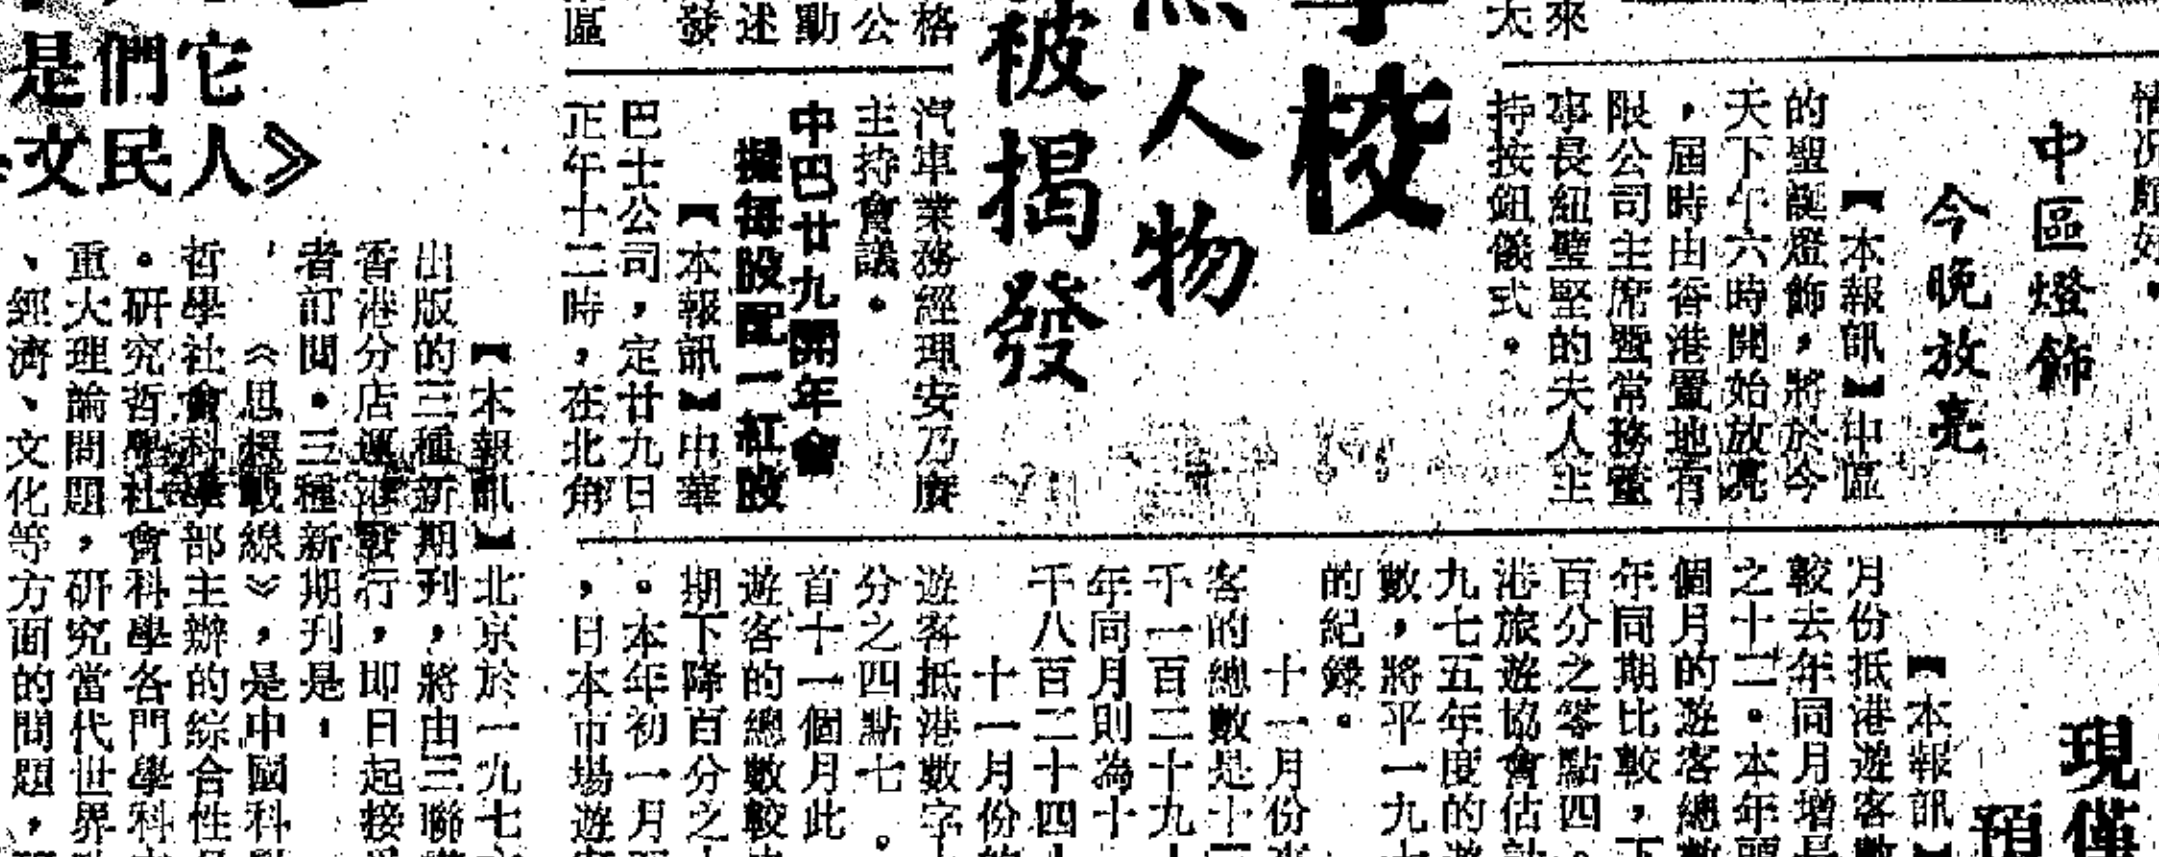 情況頗好。
中區燈飾
今晚放亮
【本報訊】中區
的聖誕燈飾，將於今
天下午六時開始放亮
，屆時由香港置地有
限公司主席暨常務董
事長紐璧堅的夫人主
持按鈕儀式。
來
太
校
人物
被揭發
格
公
動
述
發
區
汽車業務經理安乃廣
主持會議。
中巴廿九開年會
擬每股配一紅股
【本報訊】中華
巴士公司，定廿九日
正午十二時，在北角
它們是
《人民文
【本報訊】北京於一九七
出版的三種新期刊，將由三聯
香港分店運港發行，即日起接
者訂閱。三種新期刊是：
《思想戰線》，是中國科
哲學社會科學部主辦的綜合性
。研究哲學社會科學各門學科
重大理論問題，研究當代世界
、經濟、文化等方面的問題，
現僅
預
【本報訊】
月份抵港遊客數
較去年同月增長
之十二。本年頭
個月的遊客總數
年同期比較，下
百分之零點四。
港旅遊協會估計
九七五年度的遊
數，將平一九七
的紀錄。
十一月份來
客的總數是十
千一百三十九
年同月則為十
千八百二十四
十一月份的
遊客抵港數字
分之四點七。
首十一個月此
遊客的總數較
期下降百分之
。本年初一月
，日本市場遊